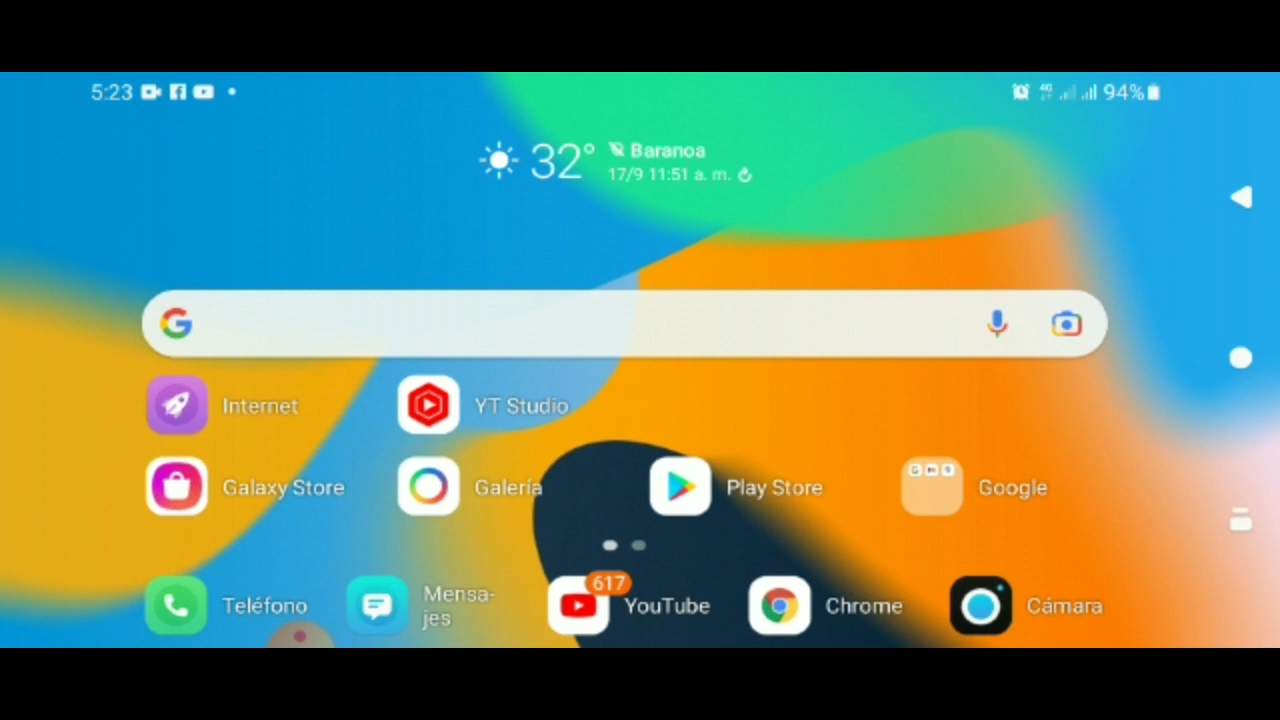 5:23 94%
32° Baranoa
17/9 11:51 a. m.
Internet YT Studio
Galaxy Store Galería Play Store Google
617
Teléfono Mensa-
jes YouTube Chrome Cámara